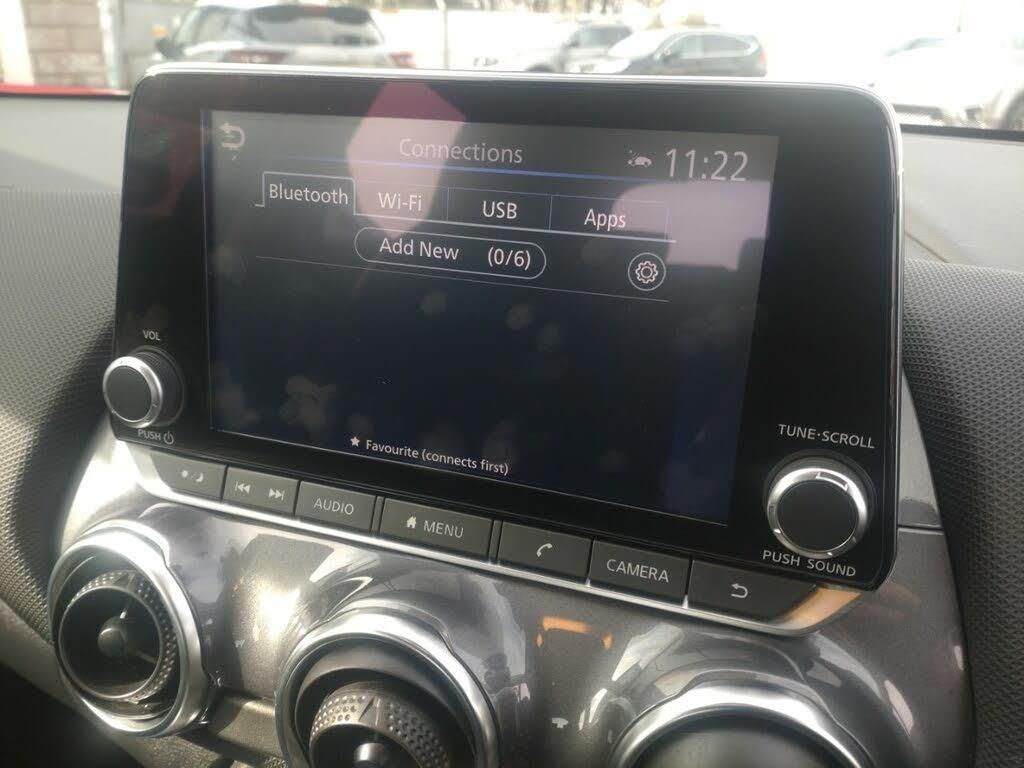 Connections
11:22
Bluetooth
Wi-Fi
USB
Apps
Add New (0/6)
Favourite (connects first)
VOL
PUSH
TUNE·SCROLL
PUSH SOUND
AUDIO
MENU
CAMERA